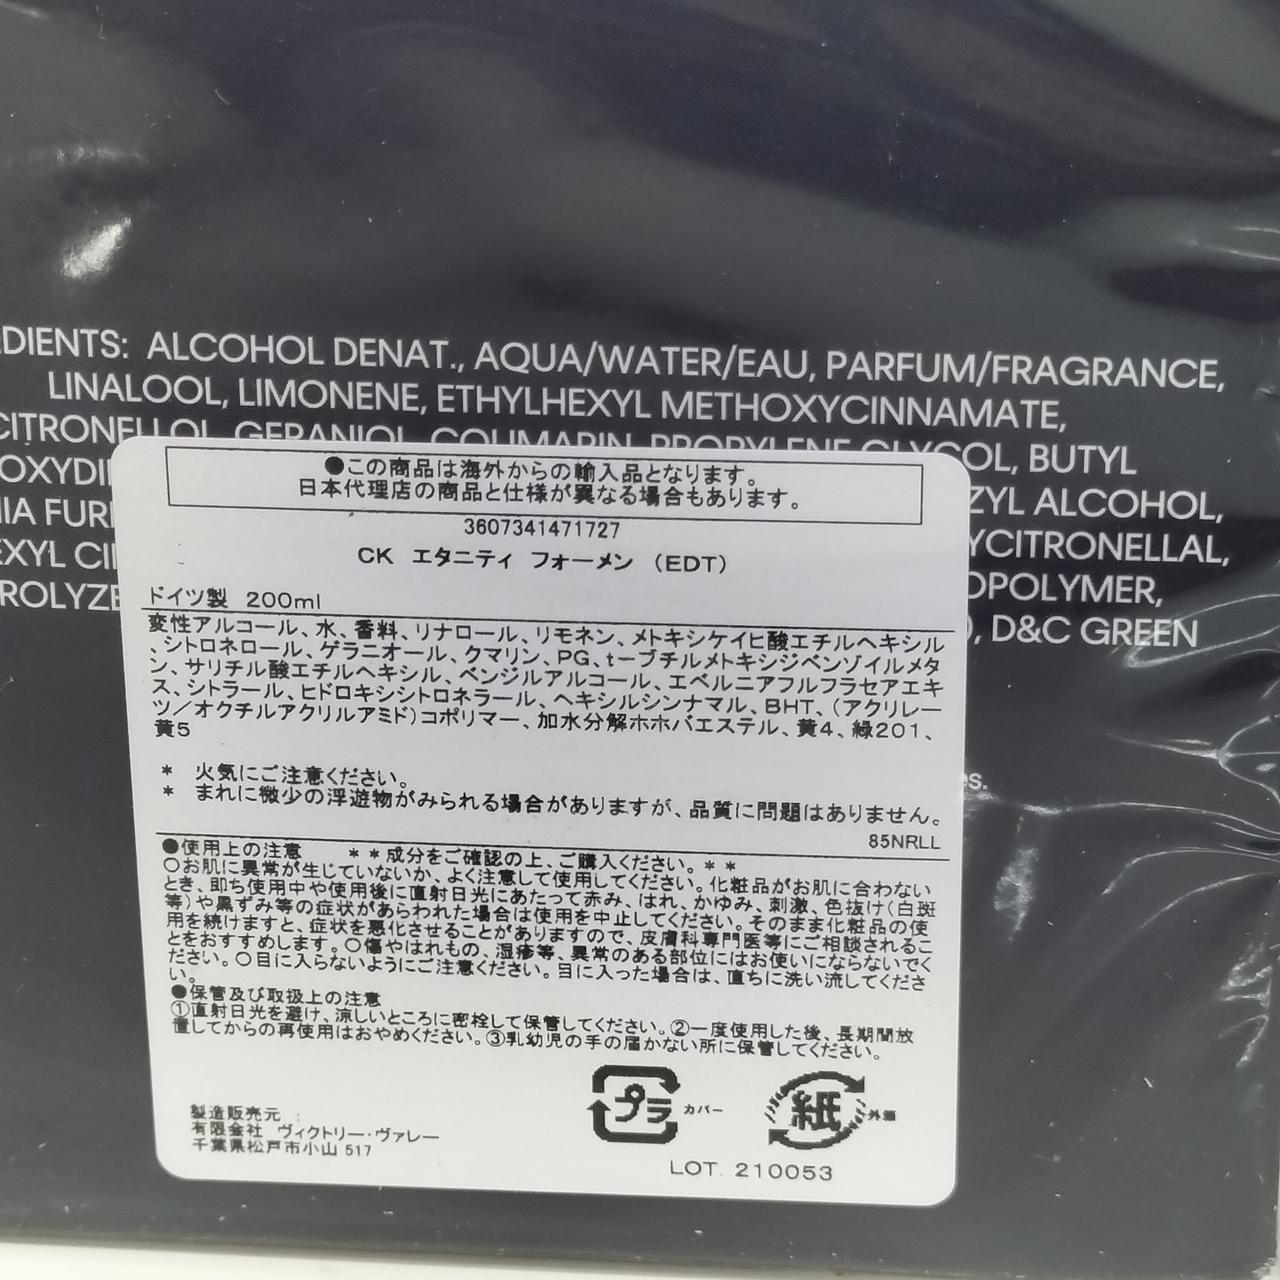 EDIENTS: ALCOHOL DENAT., AQUA/WATER/EAU, PARFUM/FRAGRANCE,
LINALOOL, LIMONENE, ETHYLHEXYL METHOXYCINNAMATE,
CITRONELLOL, GERANIOL, COUMARIN, PROPYLENE GLYCOL, BUTYL
OXYDI
ZYL ALCOHOL,
IA FUR
YCITRONELLAL,
EXYL CI
OPOLYMER,
ROLYZE
), D&C GREEN
es.
●この商品は海外からの輸入品となります。
日本代理店の商品と仕様が異なる場合もあります。
3607341471727
CK エタニティ フォーメン (EDT)
ドイツ製 200ml
変性アルコール、水、香料、リナロール、リモネン、メトキシケイヒ酸エチルヘキシル
、シトロネロール、ゲラニオール、クマリン、PG、t-ブチルメトキシジベンゾイルメタ
ン、サリチル酸エチルヘキシル、ベンジルアルコール、エベルニアフルフラセアエキ
ス、シトラール、ヒドロキシシトロネラール、ヘキシルシンナマル、BHT、(アクリレー
ツ/オクチルアクリルアミド)コポリマー、加水分解ホホバエステル、黄4、緑201、
黄5
* 火気にご注意ください。
* まれに微少の浮遊物がみられる場合がありますが、品質に問題はありません。
85NRLL
●使用上の注意 **成分をご確認の上、ご購入ください。**
○お肌に異常が生じていないか、よく注意して使用してください。化粧品がお肌に合わない
とき、即ち使用中や使用後に直射日光にあたって赤み、はれ、かゆみ、刺激、色抜け(白斑
等)や黒ずみ等の症状があらわれた場合は使用を中止してください。そのまま化粧品の使
用を続けますと、症状を悪化させることがありますので、皮膚科専門医等にご相談されるこ
とをおすすめします。○傷やはれもの、湿疹等、異常のある部位にはお使いにならないでく
ださい。○目に入らないようにご注意ください。目に入った場合は、直ちに洗い流してくださ
い。
●保管及び取扱上の注意
①直射日光を避け、涼しいところに密栓して保管してください。②一度使用した後、長期間放
置してからの再使用はおやめください。③乳幼児の手の届かない所に保管してください。
プラ カバー
紙 外箱
製造販売元 :
有限会社 ヴィクトリー・ヴァレー
千葉県松戸市小山 517
LOT. 210053